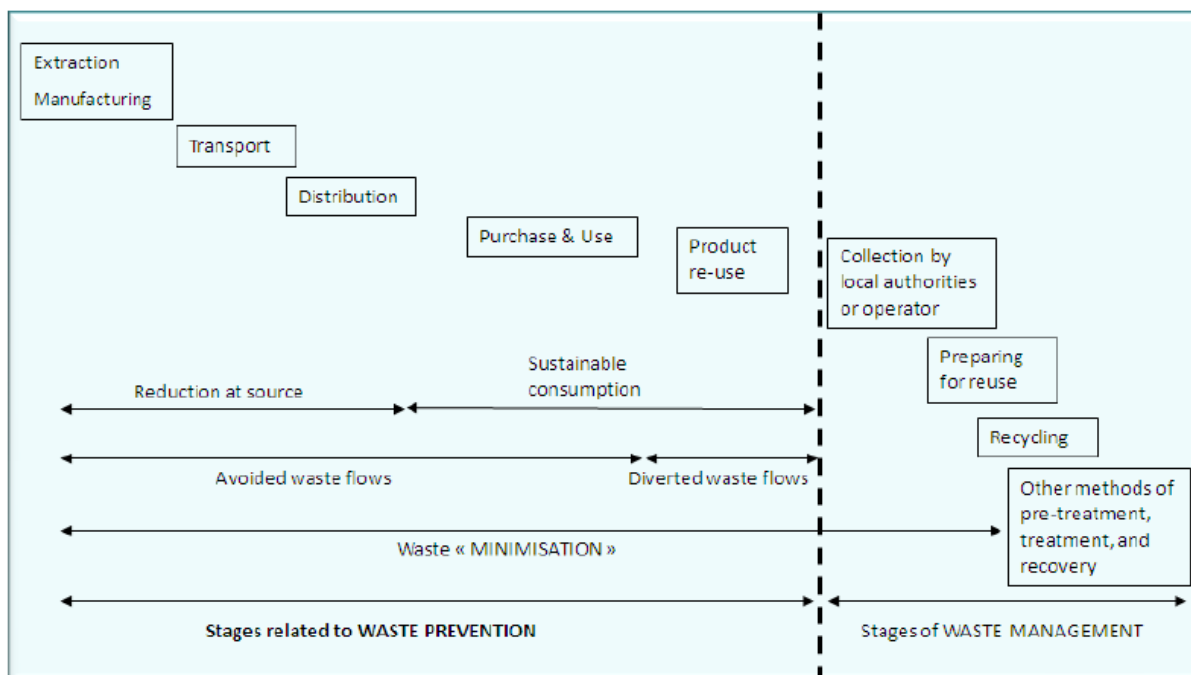 Extraction
Manufacturing
Transport
Distribution
Purchase & Use
Product
re-use
Collection by
local authorities
or operator
Preparing
for reuse
Recycling
Other methods of
pre-treatment,
treatment, and
recovery
Reduction at source
Sustainable
consumption
Avoided waste flows
Diverted waste flows
Waste « MINIMISATION »
Stages related to WASTE PREVENTION
Stages of WASTE MANAGEMENT